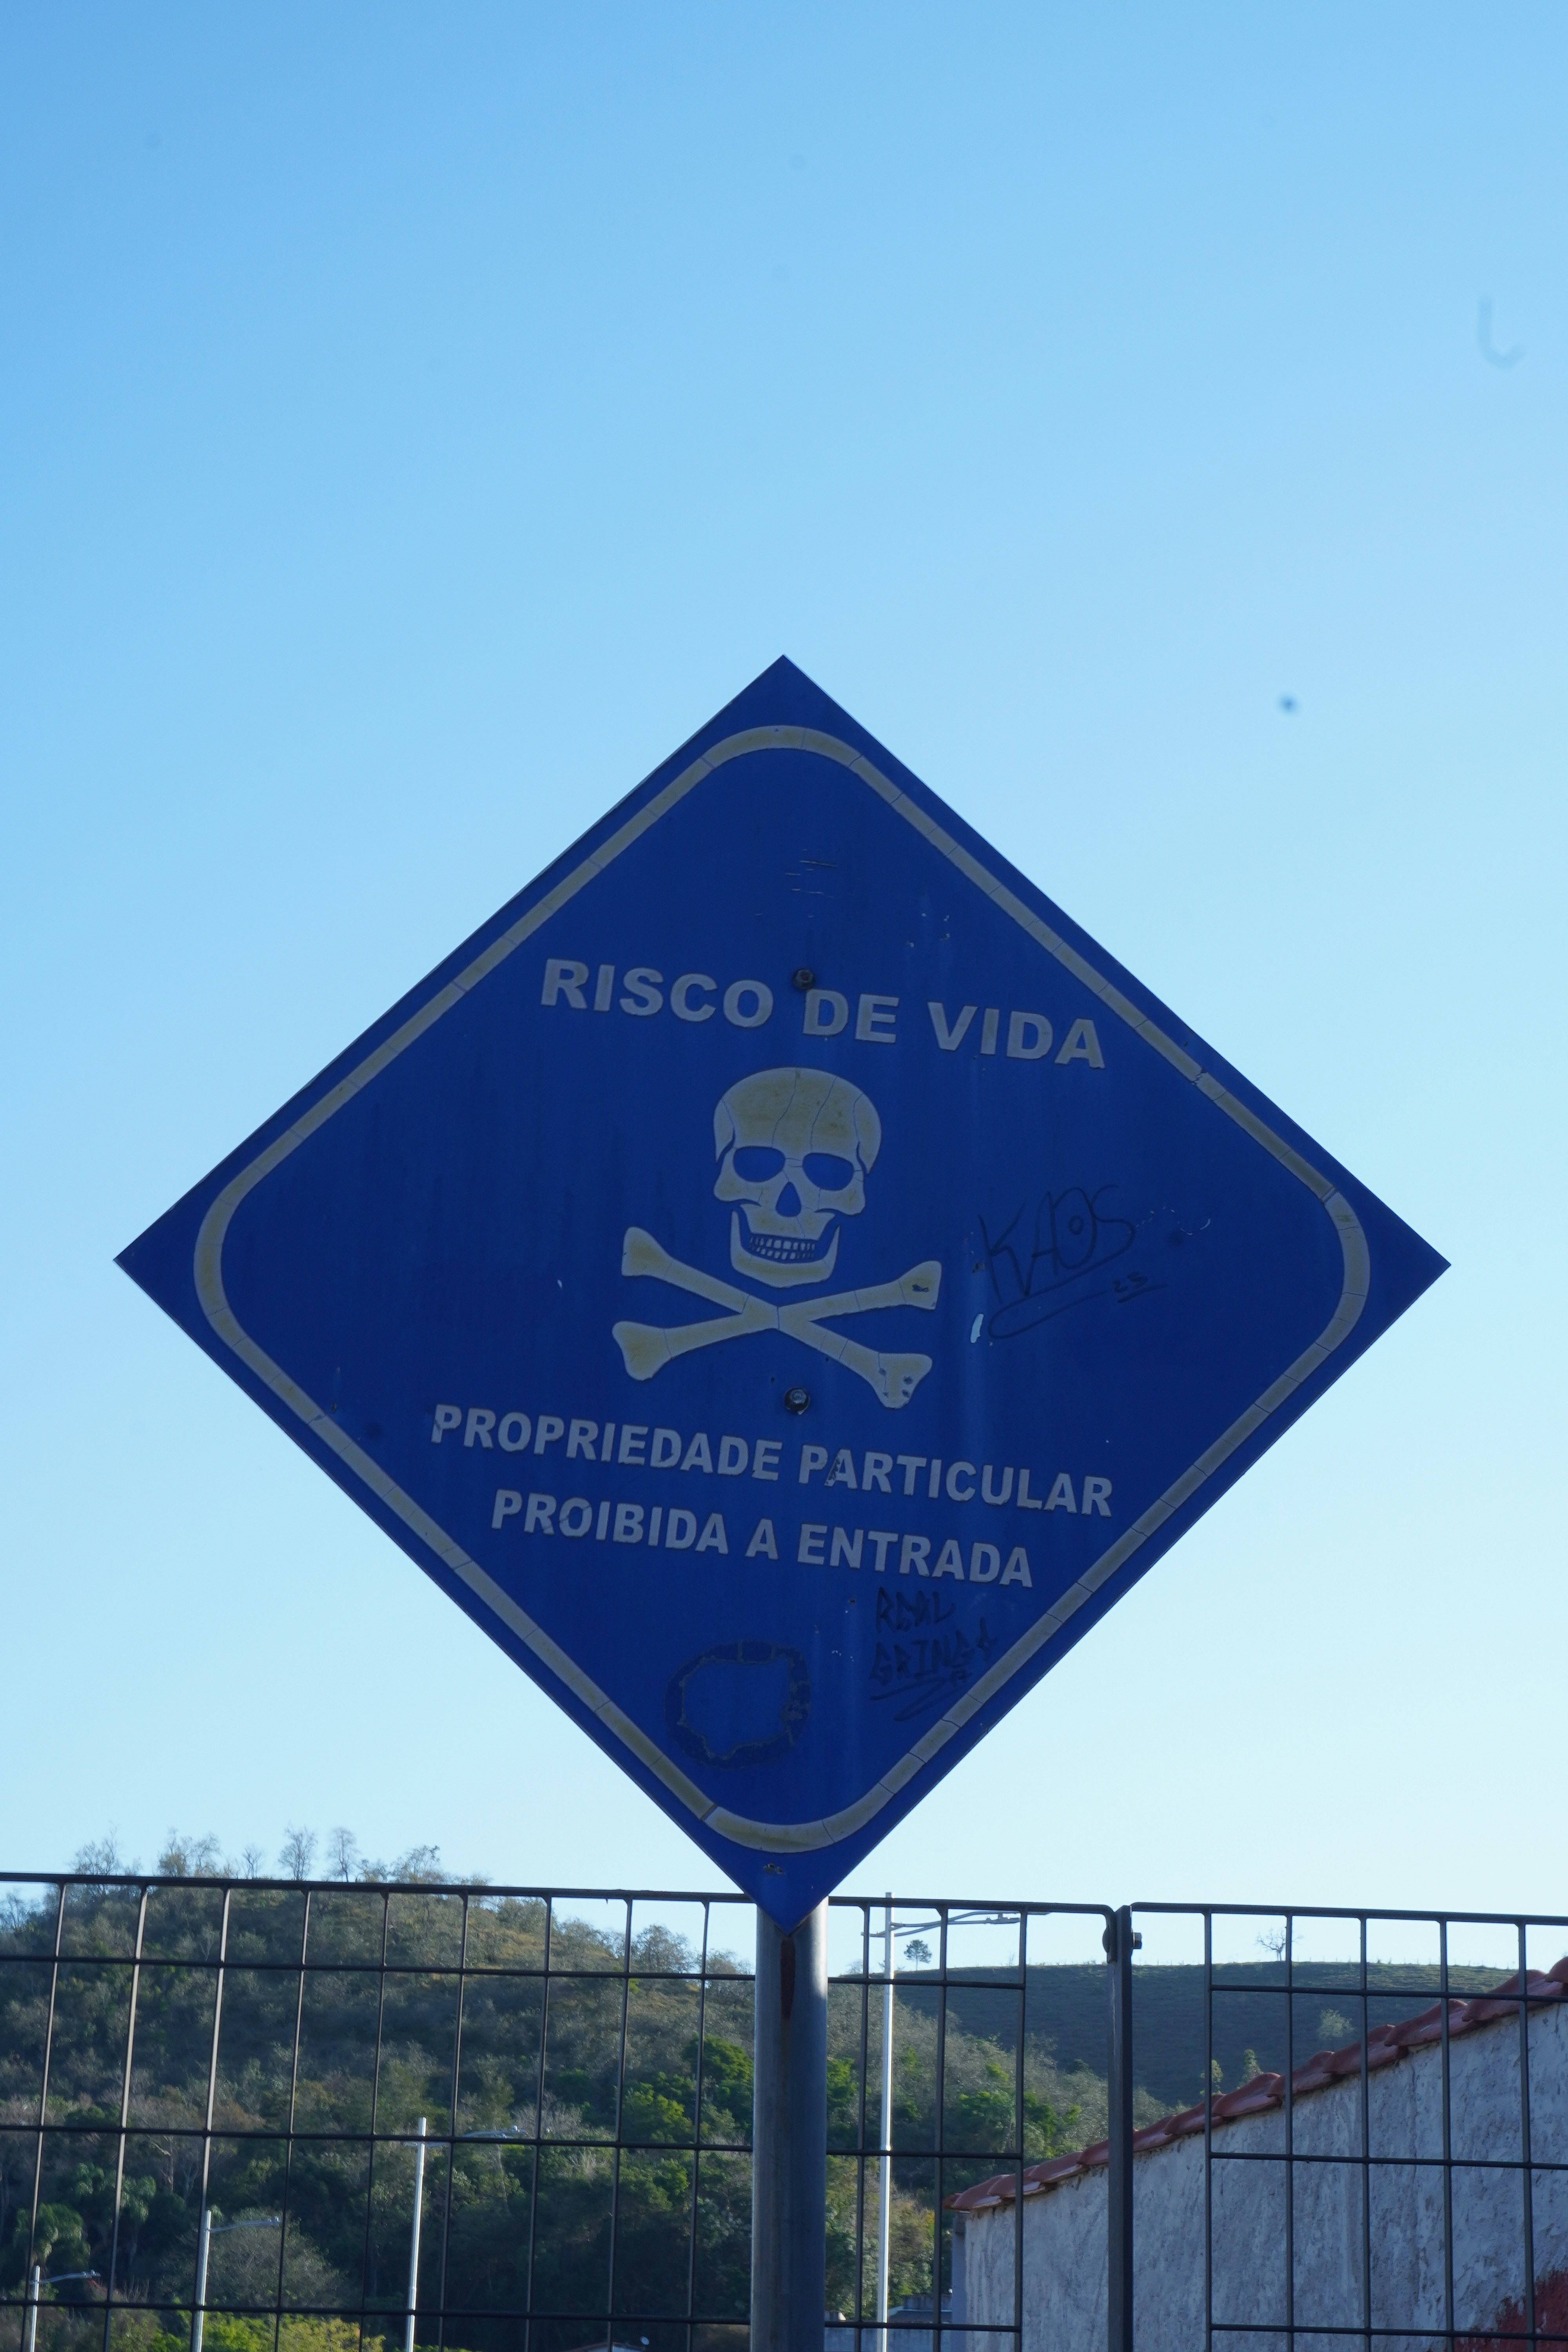 RISCO DE VIDA
KAOS
PROPRIEDADE PARTICULAR
PROIBIDA A ENTRADA